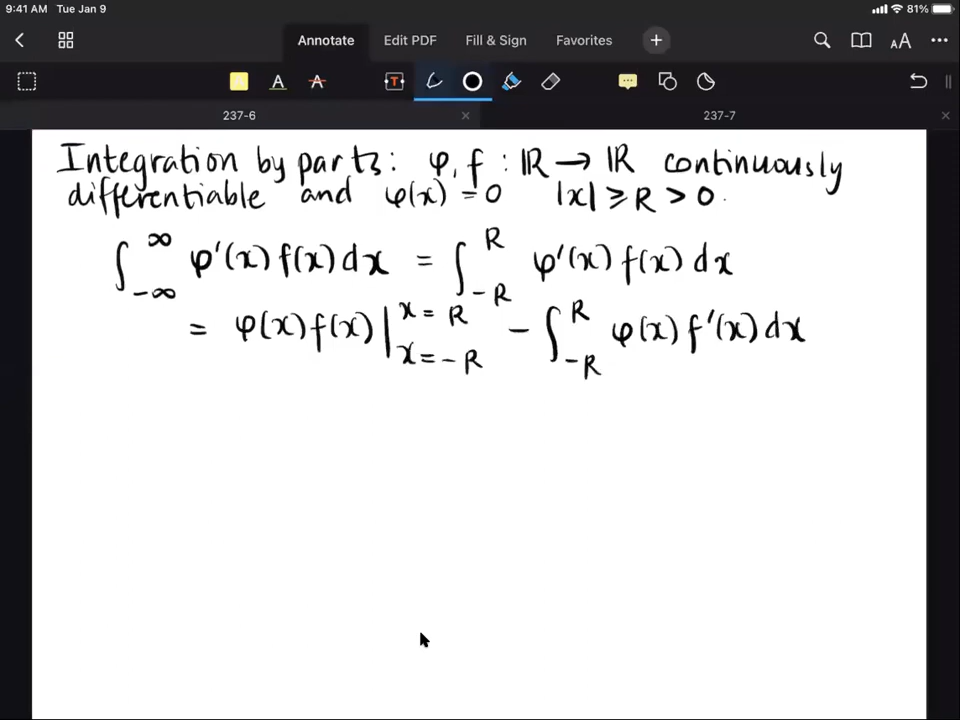 9:41 AM Tue Jan 9 81%
Annotate Edit PDF Fill & Sign Favorites
237-6 237-7
Integration by parts: φ, f : ℝ → ℝ continuously
differentiable and φ(x) = 0 |x| ≥ R > 0.
∫_{-∞}^{∞} φ'(x) f(x) dx = ∫_{-R}^{R} φ'(x) f(x) dx
= φ(x) f(x) |_{x=-R}^{x=R} - ∫_{-R}^{R} φ(x) f'(x) dx